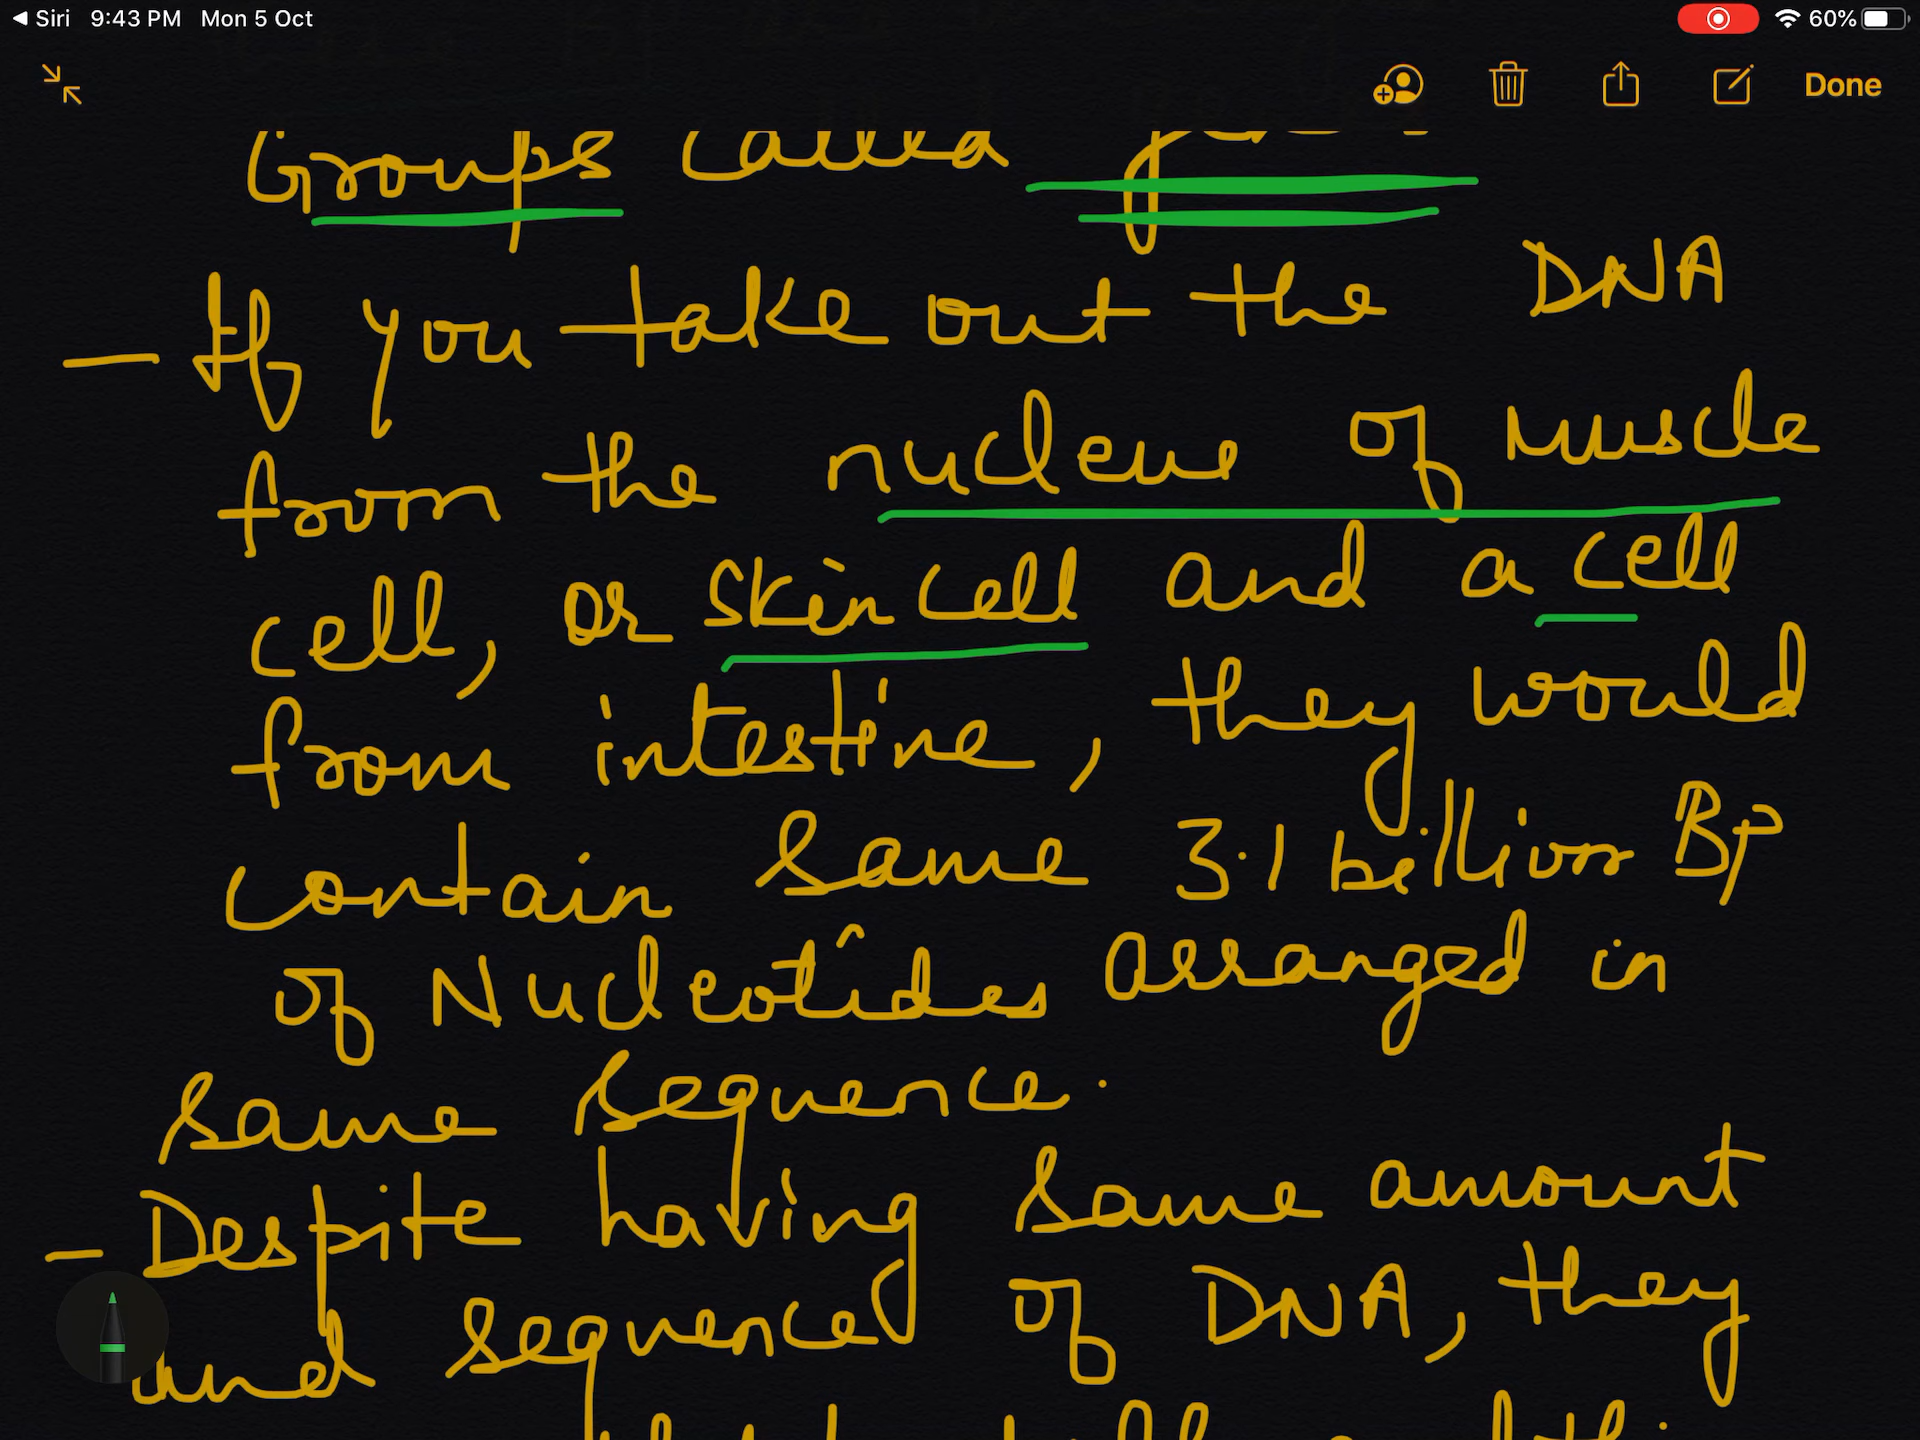 ◀ Siri 9:43 PM Mon 5 Oct 60%
Done
Groups called
- If you take out the DNA
from the nucleus of muscle
cell, or skin cell and a cell
from intestine, they would
contain same 3.1 billion BP
of Nucleotides arranged in
same sequence.
- Despite having same amount
and sequence of DNA, they